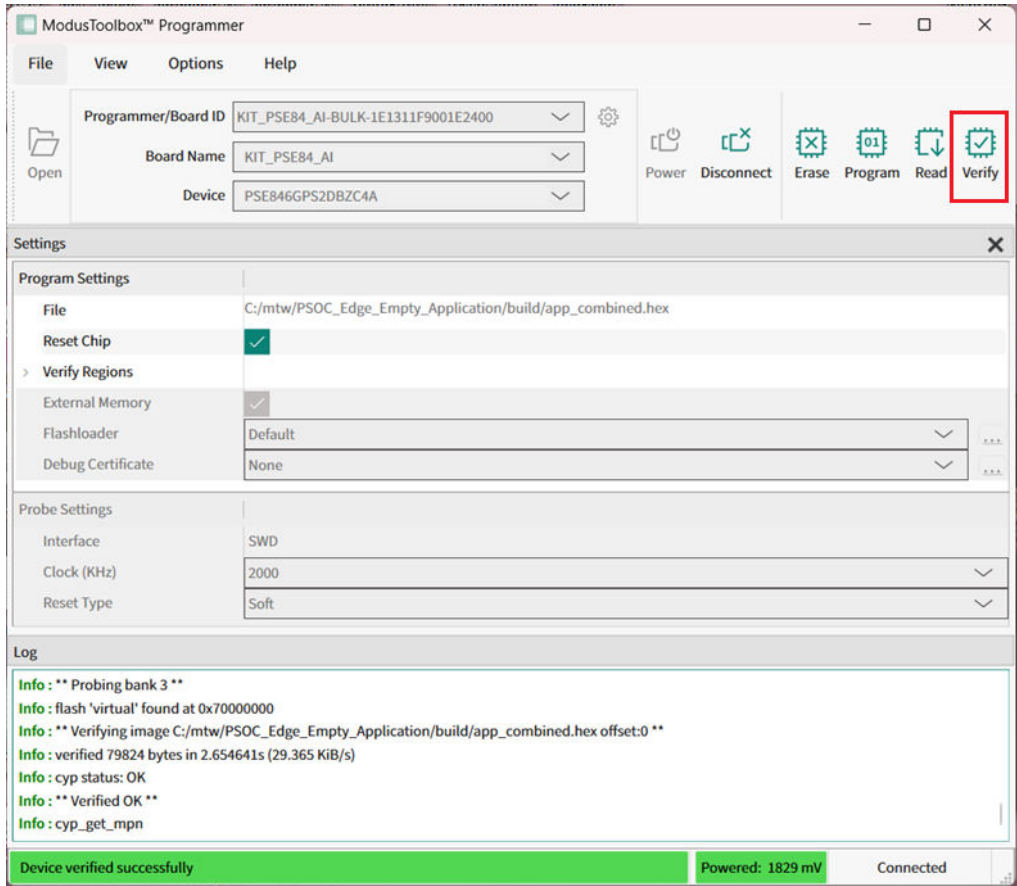 ModusToolbox™ Programmer
File View Options Help
Open
Programmer/Board ID KIT_PSE84_AI-BULK-1E1311F9001E2400
Board Name KIT_PSE84_AI
Device PSE846GPS2DBZC4A
Power Disconnect Erase Program Read Verify
Settings
Program Settings
File C:/mtw/PSOC_Edge_Empty_Application/build/app_combined.hex
Reset Chip
Verify Regions
External Memory
Flashloader Default ...
Debug Certificate None ...
Probe Settings
Interface SWD
Clock (KHz) 2000
Reset Type Soft
Log
Info : ** Probing bank 3 **
Info : flash 'virtual' found at 0x70000000
Info : ** Verifying image C:/mtw/PSOC_Edge_Empty_Application/build/app_combined.hex offset:0 **
Info : verified 79824 bytes in 2.654641s (29.365 KiB/s)
Info : cyp status: OK
Info : ** Verified OK **
Info : cyp_get_mpn
Device verified successfully Powered: 1829 mV Connected